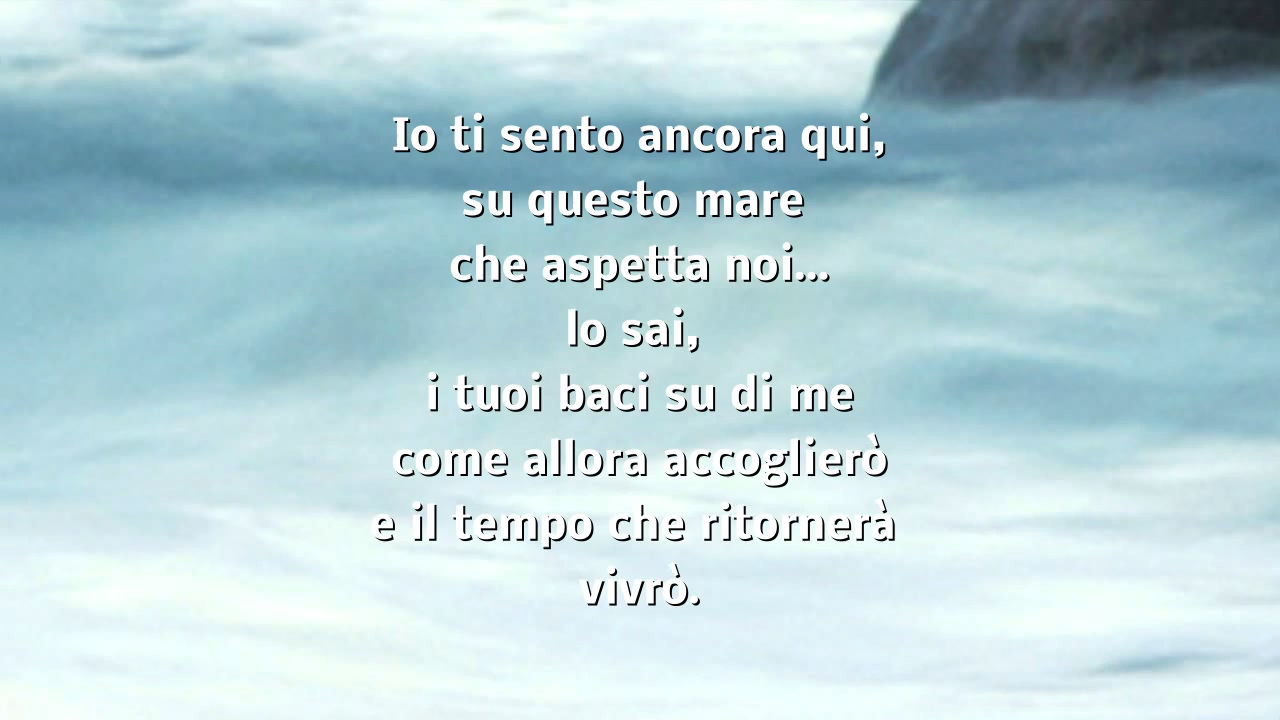 Io ti sento ancora qui,
su questo mare
che aspetta noi...
lo sai,
i tuoi baci su di me
come allora accoglierò
e il tempo che ritornerà
vivrò.